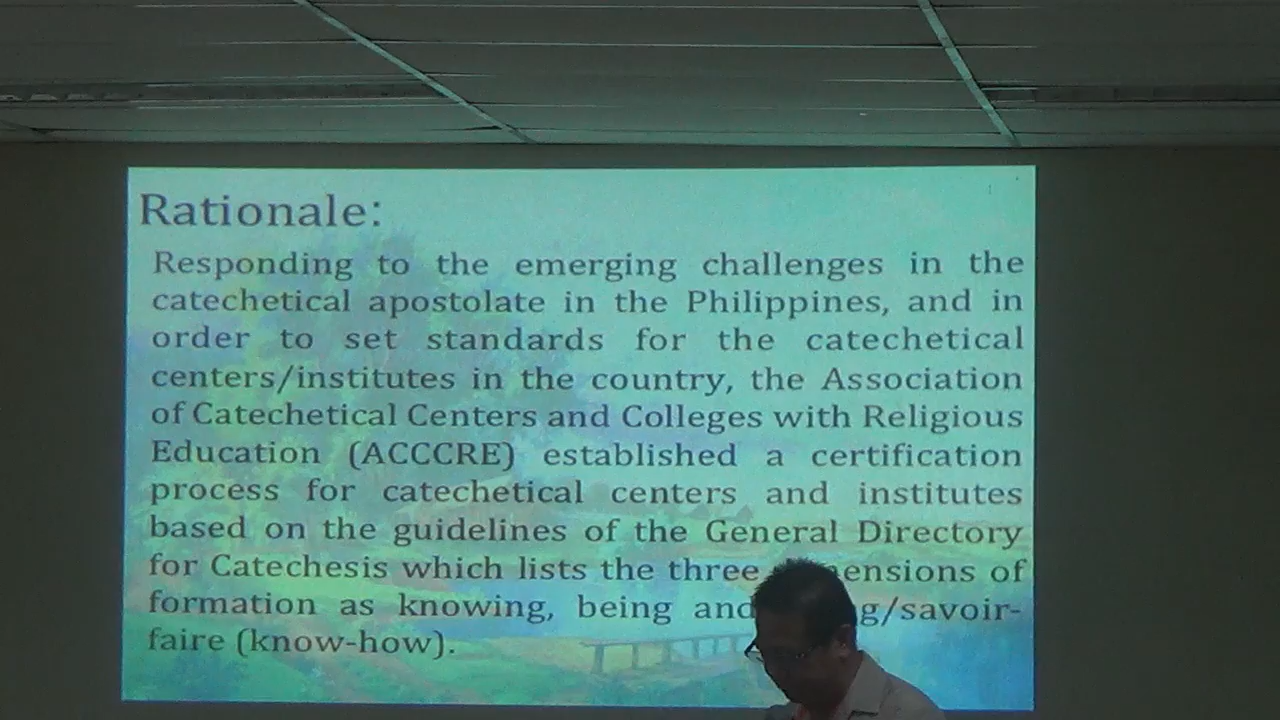 Rationale:
Responding to the emerging challenges in the
catechetical apostolate in the Philippines, and in
order to set standards for the catechetical
centers/institutes in the country, the Association
of Catechetical Centers and Colleges with Religious
Education (ACCCRE) established a certification
process for catechetical centers and institutes
based on the guidelines of the General Directory
for Catechesis which lists the three of
formation as knowing, being and
faire (know-how).